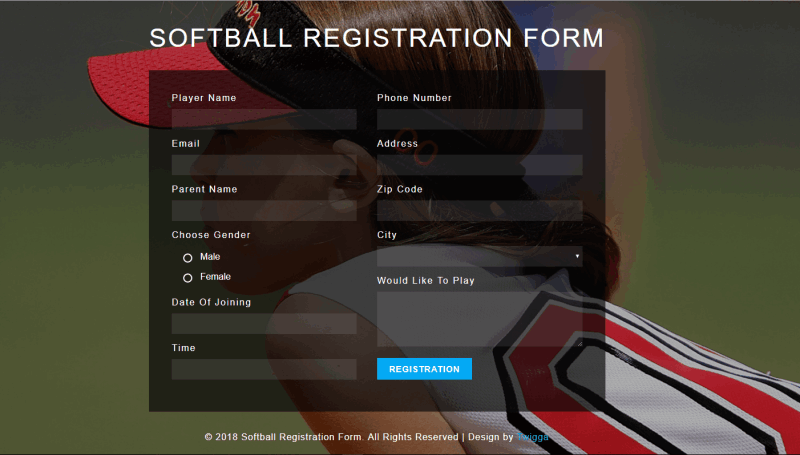 SOFTBALL REGISTRATION FORM
Player Name
Email
Parent Name
Choose Gender
Male
Female
Date Of Joining
Time
Phone Number
Address
Zip Code
City
Would Like To Play
REGISTRATION
© 2018 Softball Registration Form. All Rights Reserved | Design by Twigga